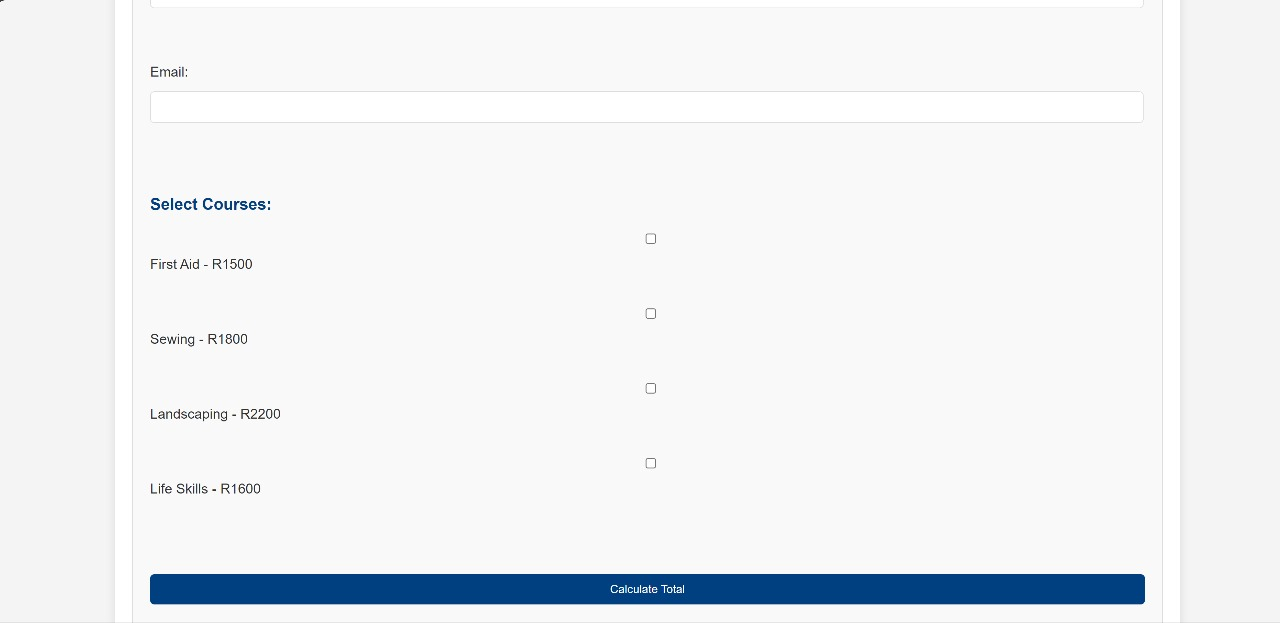 Email:
Select Courses:
First Aid - R1500
Sewing - R1800
Landscaping - R2200
Life Skills - R1600
Calculate Total